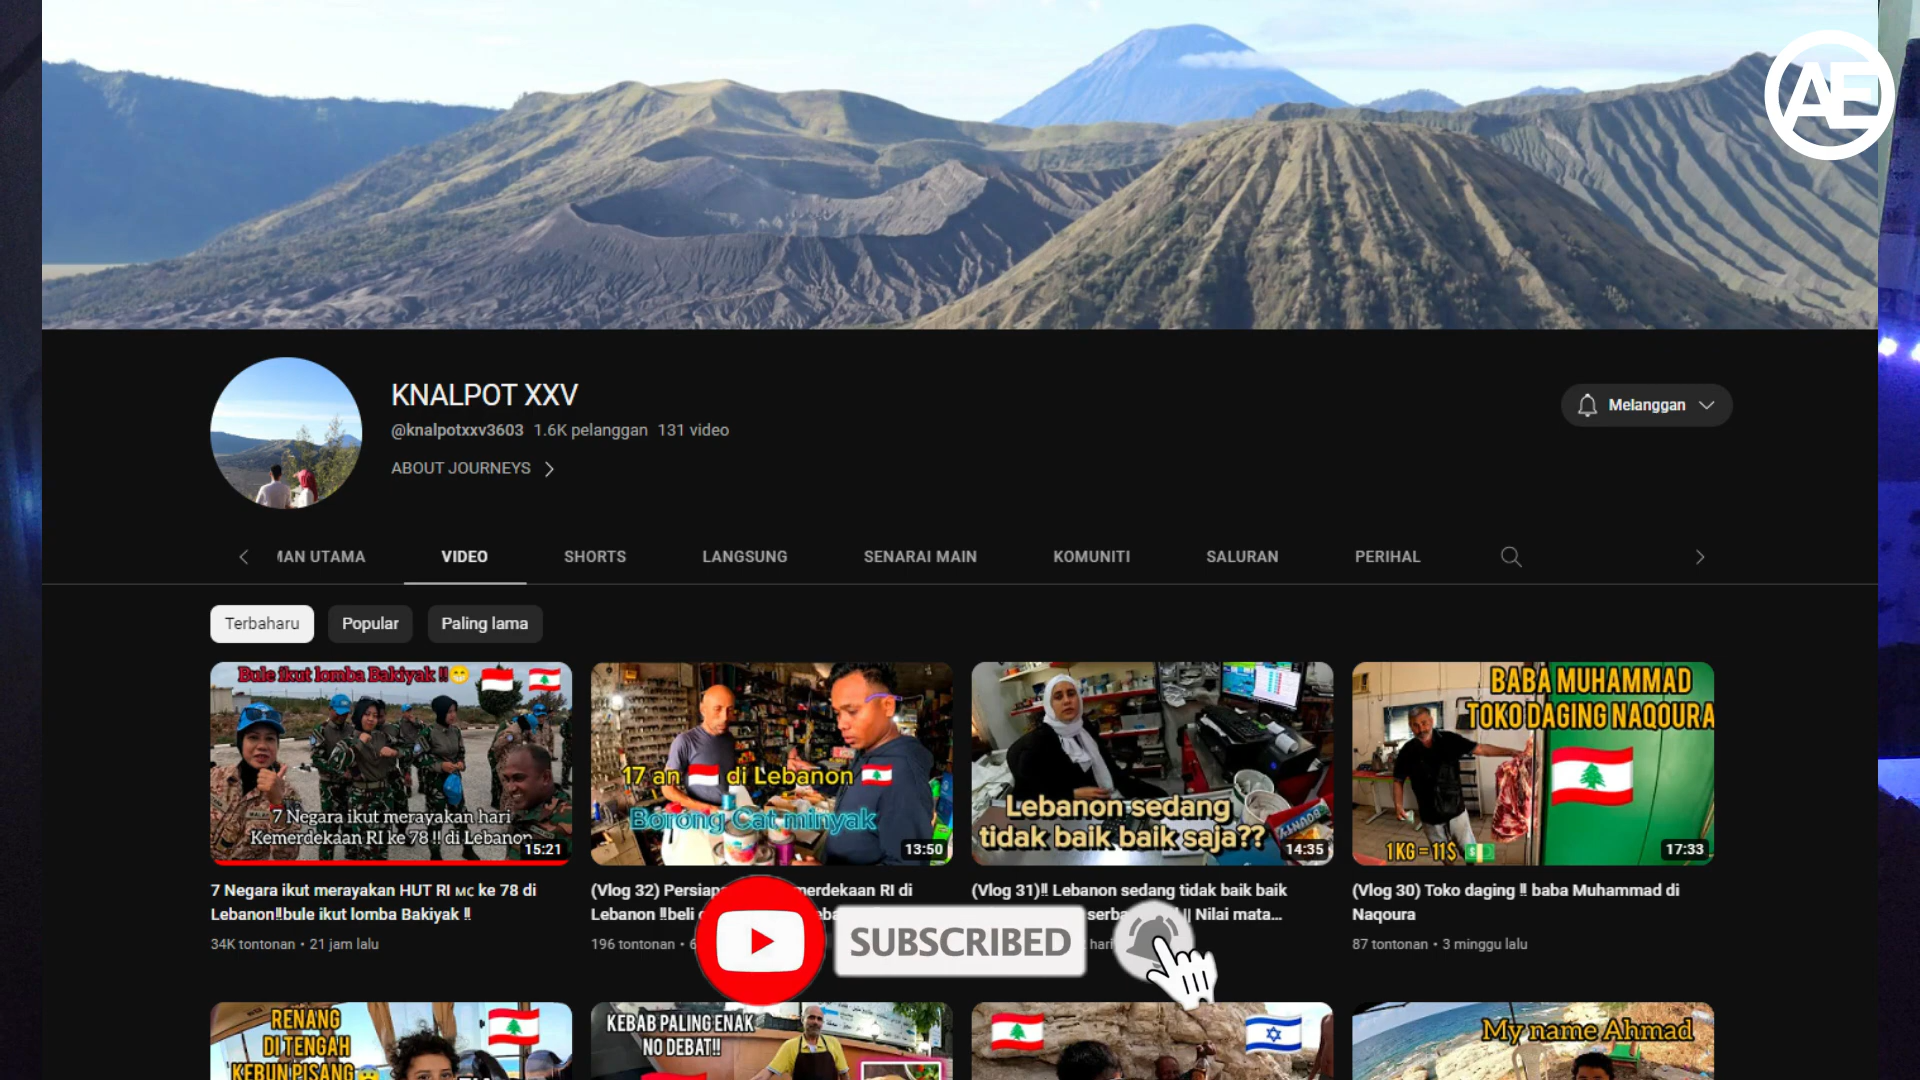 AE
KNALPOT XXV
@knalpotxxv3603 1.6K pelanggan 131 video
ABOUT JOURNEYS
Melanggan
MAN UTAMA VIDEO SHORTS LANGSUNG SENARAI MAIN KOMUNITI SALURAN PERIHAL
Terbaharu Popular Paling lama
Bule ikut lomba Bakiyak !!
7 Negara ikut merayakan hari
Kemerdekaan RI ke 78 !! di Lebanon
15:21
17 an di Lebanon
Borong Cat minyak
13:50
Lebanon sedang
tidak baik baik saja??
14:35
BABA MUHAMMAD
TOKO DAGING NAQOURA
1KG = 11$
17:33
7 Negara ikut merayakan HUT RI ᴍᴄ ke 78 di
Lebanon!!bule ikut lomba Bakiyak !!
34K tontonan • 21 jam lalu
(Vlog 32) merdekaan RI di
Lebanon !!beli
196 tontonan • 6
(Vlog 31)!! Lebanon sedang tidak baik baik
|| Nilai mata...
(Vlog 30) Toko daging !! baba Muhammad di
Naqoura
87 tontonan • 3 minggu lalu
SUBSCRIBED
RENANG
DI TENGAH
KEBUN PISANG
KEBAB PALING ENAK
NO DEBAT!!
My name Ahmad